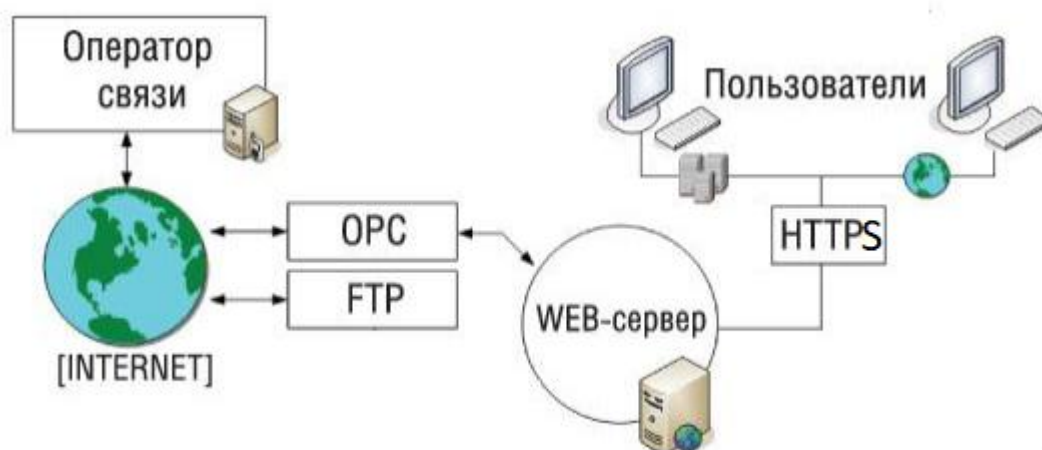 Оператор
связи
Пользователи
OPC
HTTPS
FTP
WEB-сервер
[INTERNET]